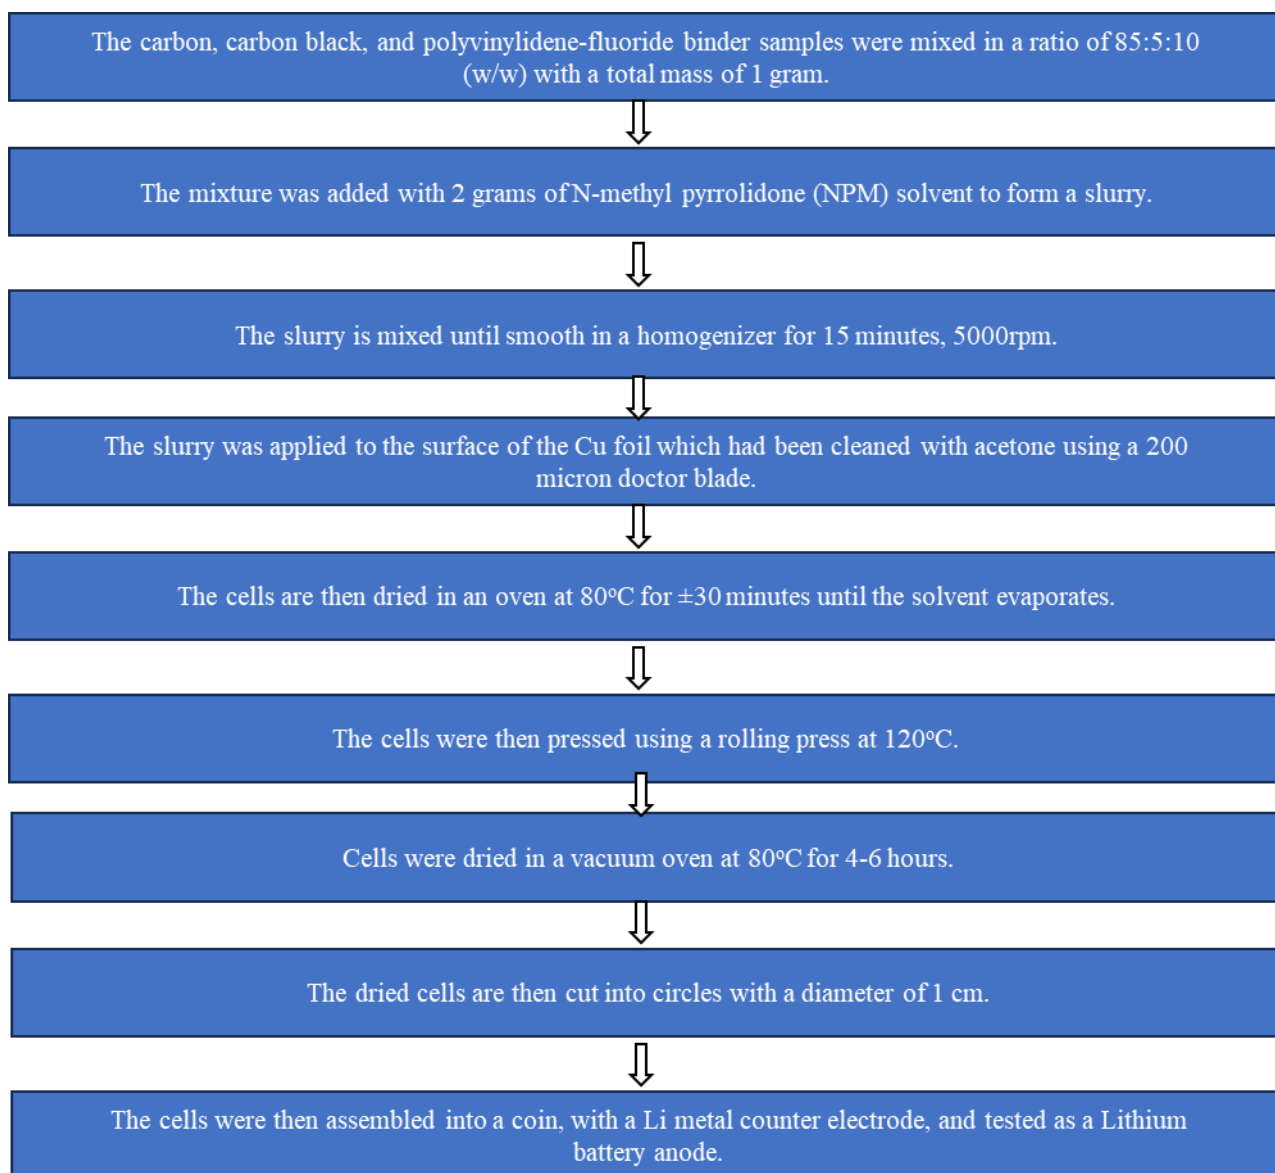 The carbon, carbon black, and polyvinylidene-fluoride binder samples were mixed in a ratio of 85:5:10
(w/w) with a total mass of 1 gram.
The mixture was added with 2 grams of N-methyl pyrrolidone (NPM) solvent to form a slurry.
The slurry is mixed until smooth in a homogenizer for 15 minutes, 5000rpm.
The slurry was applied to the surface of the Cu foil which had been cleaned with acetone using a 200
micron doctor blade.
The cells are then dried in an oven at 80°C for ±30 minutes until the solvent evaporates.
The cells were then pressed using a rolling press at 120°C.
Cells were dried in a vacuum oven at 80°C for 4-6 hours.
The dried cells are then cut into circles with a diameter of 1 cm.
The cells were then assembled into a coin, with a Li metal counter electrode, and tested as a Lithium
battery anode.